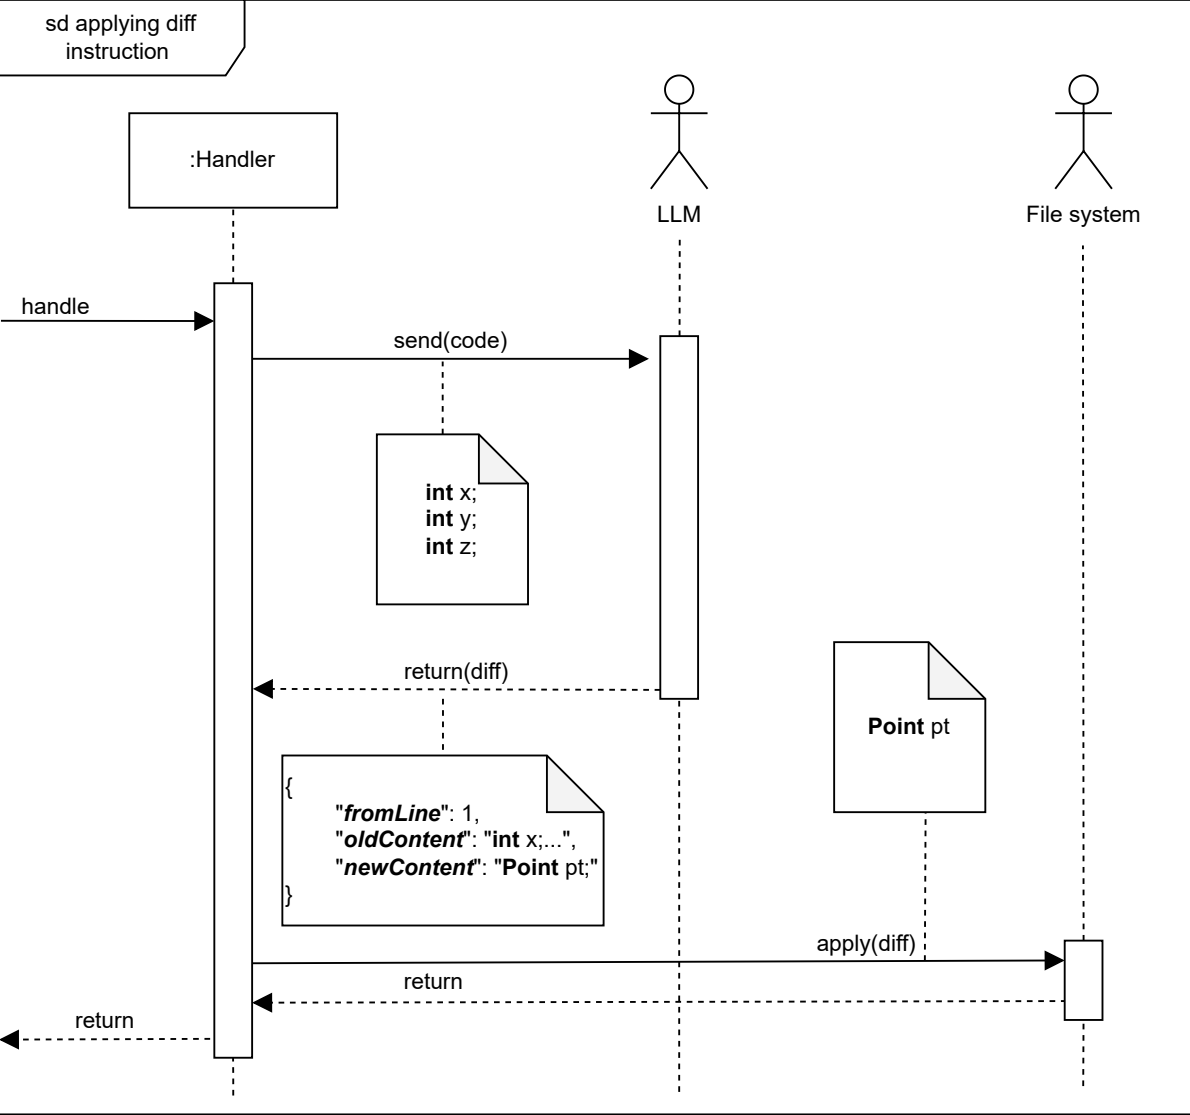 sd applying diff
instruction
:Handler
LLM
File system
handle
send(code)
int x;
int y;
int z;
return(diff)
Point pt
{
"fromLine": 1,
"oldContent": "int x;...",
"newContent": "Point pt;"
}
apply(diff)
return
return